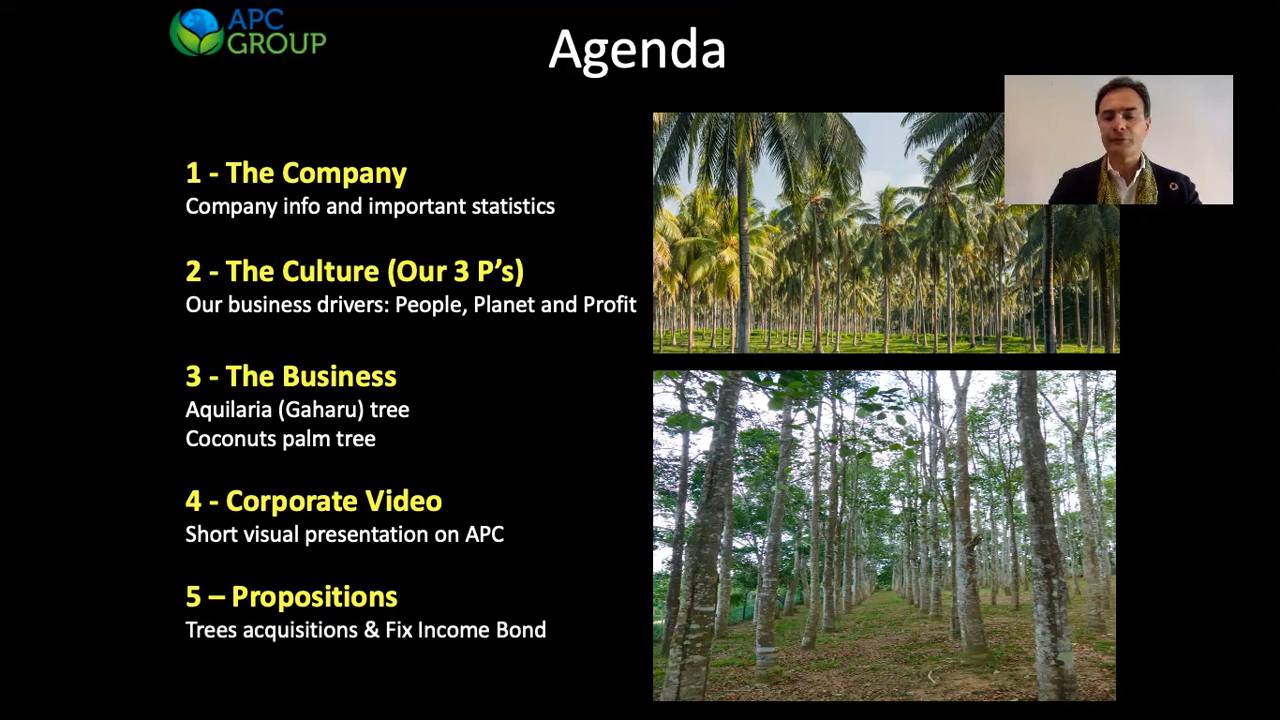 APC
GROUP
Agenda
1 - The Company
Company info and important statistics
2 - The Culture (Our 3 P’s)
Our business drivers: People, Planet and Profit
3 - The Business
Aquilaria (Gaharu) tree
Coconuts palm tree
4 - Corporate Video
Short visual presentation on APC
5 – Propositions
Trees acquisitions & Fix Income Bond